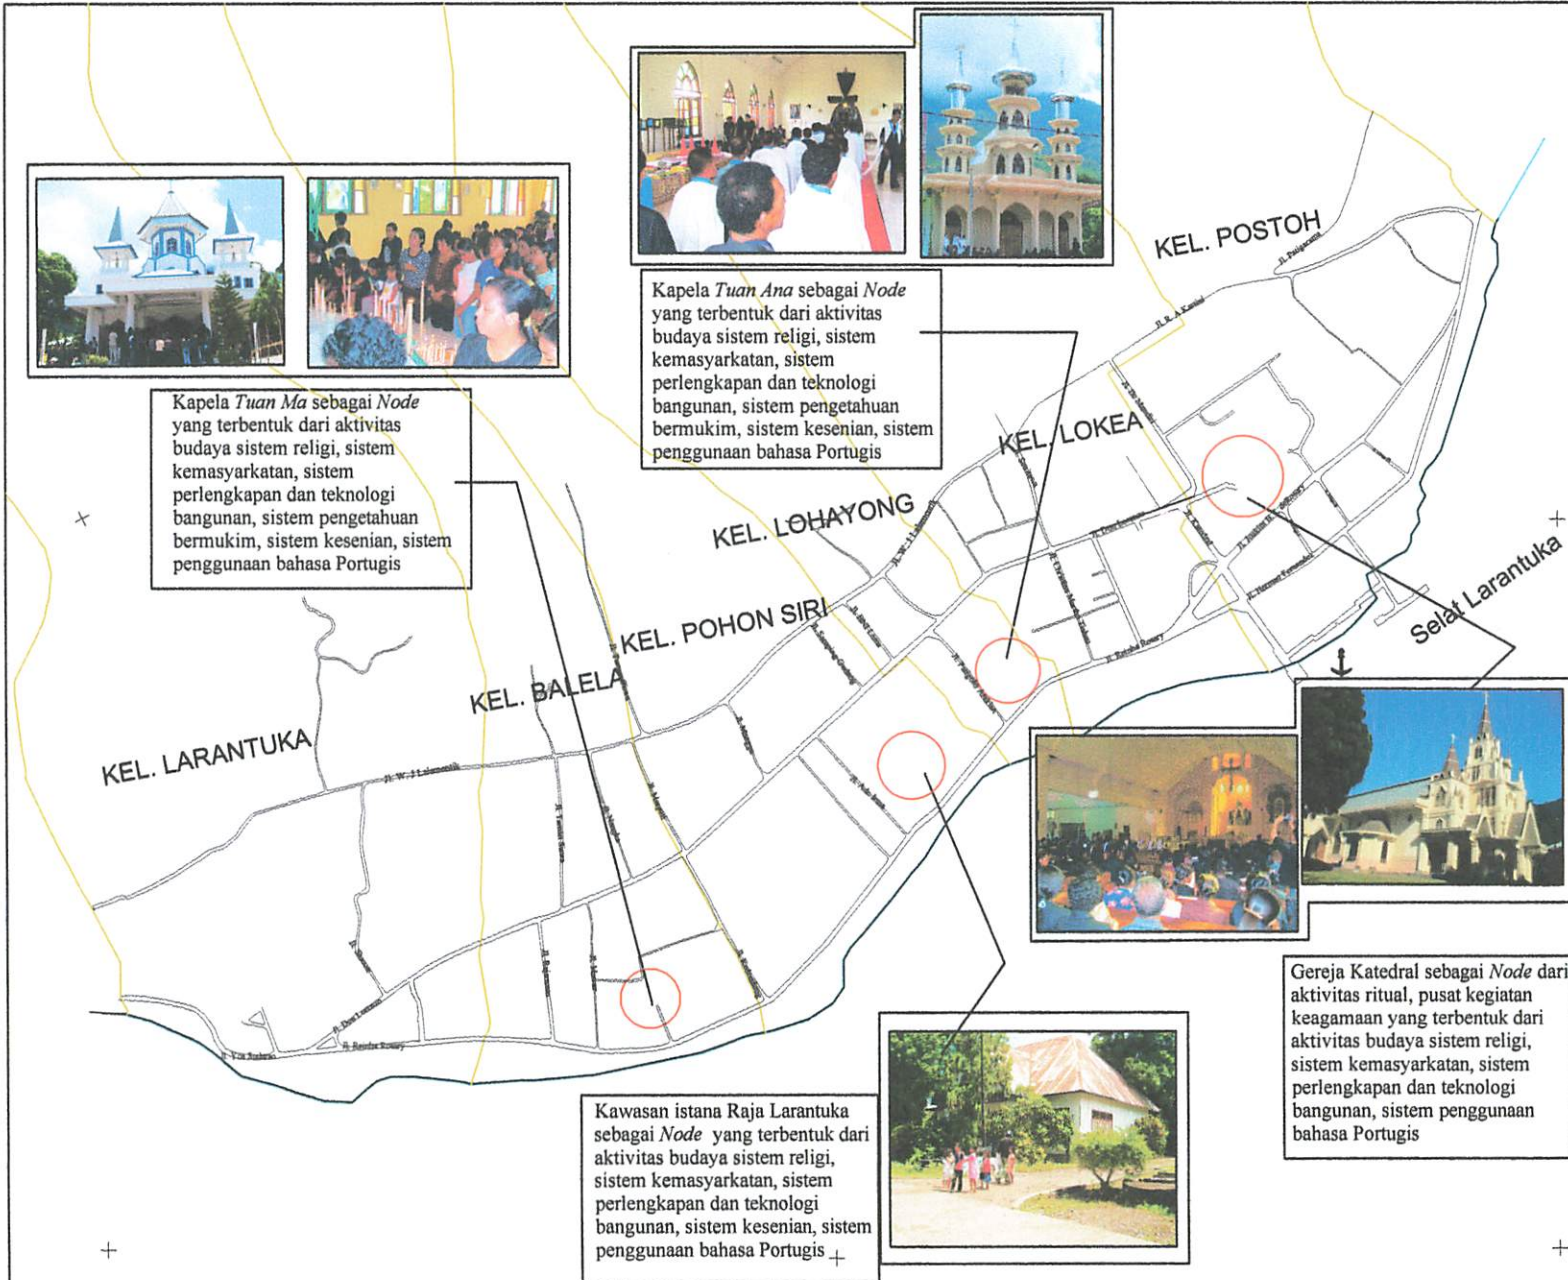 KEL. POSTOH
Kapela Tuan Ana sebagai Node
yang terbentuk dari aktivitas
budaya sistem religi, sistem
kemasyarkatan, sistem
perlengkapan dan teknologi
bangunan, sistem pengetahuan
bermukim, sistem kesenian, sistem
penggunaan bahasa Portugis
Kapela Tuan Ma sebagai Node
yang terbentuk dari aktivitas
budaya sistem religi, sistem
kemasyarkatan, sistem
perlengkapan dan teknologi
bangunan, sistem pengetahuan
bermukim, sistem kesenian, sistem
penggunaan bahasa Portugis
KEL. LOKEA
KEL. LOHAYONG
KEL. POHON SIRI
KEL. BALELA
KEL. LARANTUKA
Selat Larantuka
Jl. Reinha Rosary
Jl. Reinha Rosary
Gereja Katedral sebagai Node dari
aktivitas ritual, pusat kegiatan
keagamaan yang terbentuk dari
aktivitas budaya sistem religi,
sistem kemasyarkatan, sistem
perlengkapan dan teknologi
bangunan, sistem penggunaan
bahasa Portugis
Kawasan istana Raja Larantuka
sebagai Node yang terbentuk dari
aktivitas budaya sistem religi,
sistem kemasyarkatan, sistem
perlengkapan dan teknologi
bangunan, sistem kesenian, sistem
penggunaan bahasa Portugis